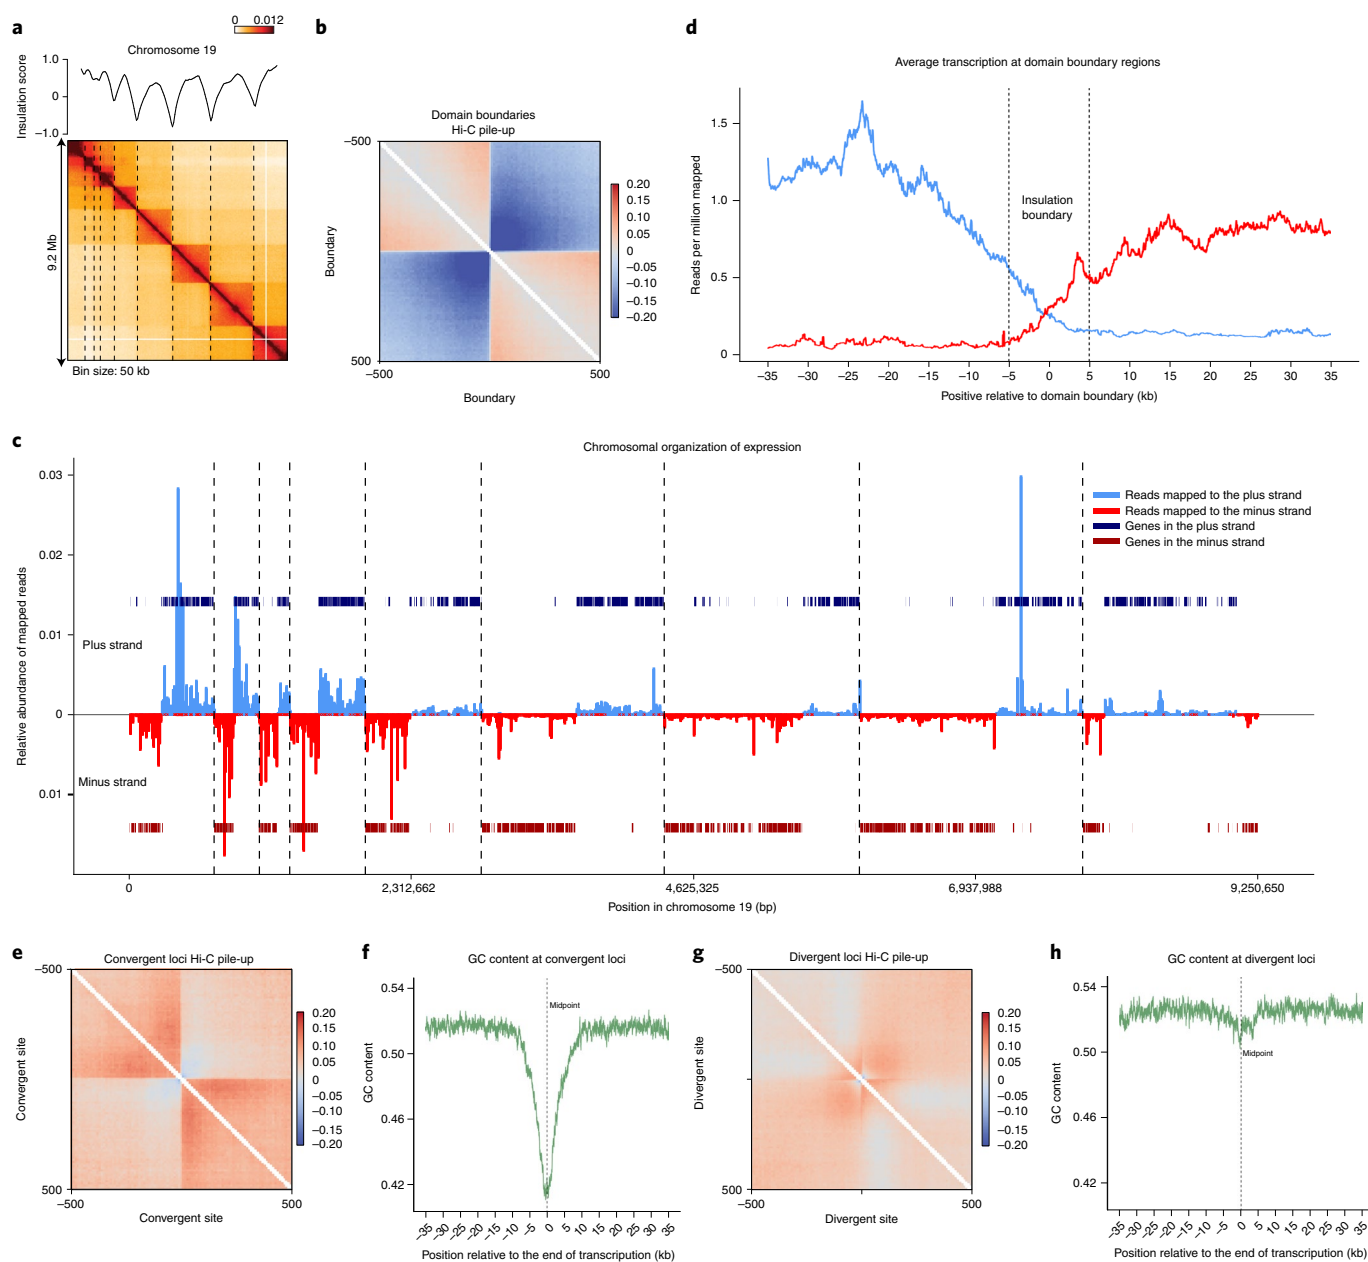 a
0 0.012
Chromosome 19
Insulation score
1.0
0
–1.0
9.2 Mb
Bin size: 50 kb
b
Domain boundaries
Hi-C pile-up
–500
Boundary
500
–500 500
Boundary
0.20
0.15
0.10
0.05
0
–0.05
–0.10
–0.15
–0.20
d
Average transcription at domain boundary regions
Reads per million mapped
1.5
1.0
0.5
0
Insulation
boundary
–35 –30 –25 –20 –15 –10 –5 0 5 10 15 20 25 30 35
Positive relative to domain boundary (kb)
c
Chromosomal organization of expression
Relative abundance of mapped reads
0.03
0.02
0.01
0
0.01
Plus strand
Minus strand
Reads mapped to the plus strand
Reads mapped to the minus strand
Genes in the plus strand
Genes in the minus strand
0 2,312,662 4,625,325 6,937,988 9,250,650
Position in chromosome 19 (bp)
e
Convergent loci Hi-C pile-up
–500
Convergent site
500
–500 500
Convergent site
0.20
0.15
0.10
0.05
0
–0.05
–0.10
–0.15
–0.20
f
GC content at convergent loci
GC content
0.54
0.50
0.46
0.42
Midpoint
–35 –30 –25 –20 –15 –10 –5 0 5 10 15 20 25 30 35
Position relative to the end of transcripution (kb)
g
Divergent loci Hi-C pile-up
–500
Divergent site
500
–500 500
Divergent site
0.20
0.15
0.10
0.05
0
–0.05
–0.10
–0.15
–0.20
h
GC content at divergent loci
GC content
0.54
0.50
0.46
0.42
Midpoint
–35 –30 –25 –20 –15 –10 –5 0 5 10 15 20 25 30 35
Position relative to the end of transcripution (kb)